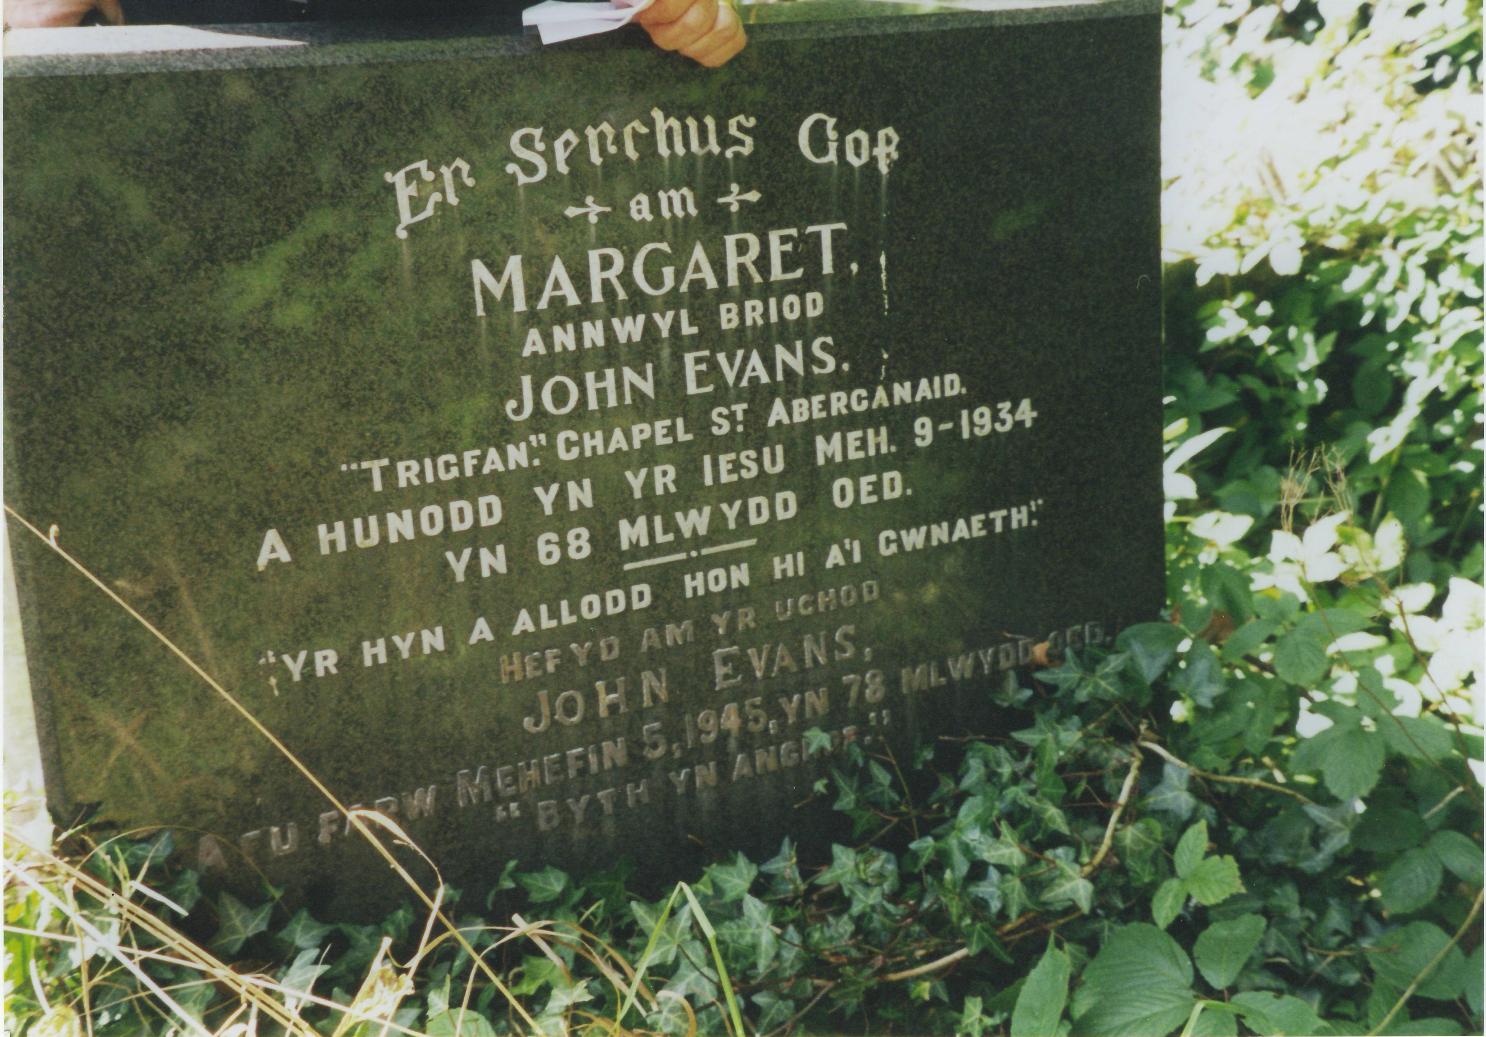 Er Serchus Gof
am
MARGARET,
ANNWYL BRIOD
JOHN EVANS.
"TRIGFAN." CHAPEL ST. ABERCANAID.
A HUNODD YN YR IESU MEH. 9-1934
YN 68 MLWYDD OED.
"YR HYN A ALLODD HON HI A'I GWNAETH."
HEFYD AM YR UCHOD
JOHN EVANS,
A FU FARW MEHEFIN 5, 1945, YN 78 MLWYDD OED.
"BYTH YN ANGHOF."